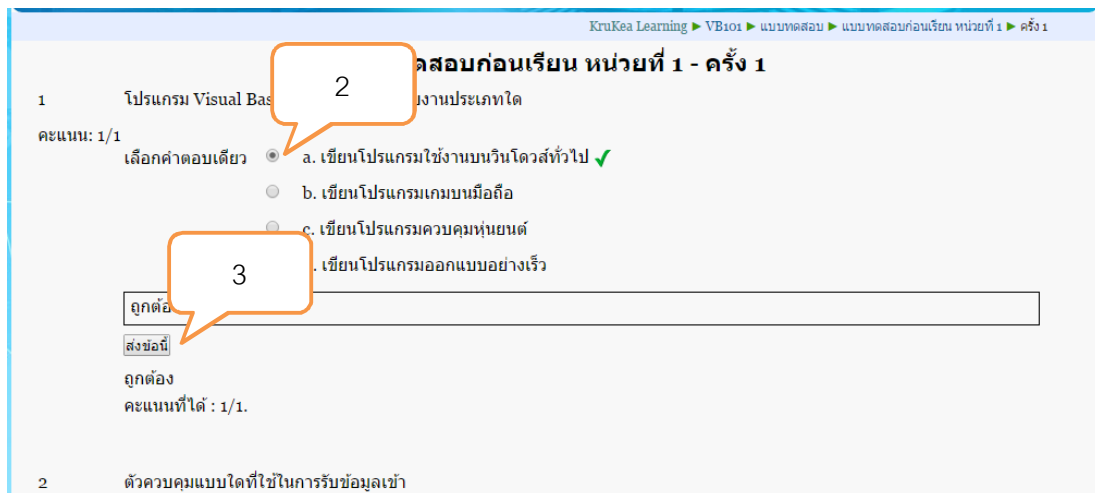 KruKea Learning ► VB101 ► แบบทดสอบ ► แบบทดสอบก่อนเรียน หน่วยที่ 1 ► ครั้ง 1
ดสอบก่อนเรียน หน่วยที่ 1 - ครั้ง 1
2
1 โปรแกรม Visual Bas งานประเภทใด
คะแนน: 1/1
เลือกคำตอบเดียว a. เขียนโปรแกรมใช้งานบนวินโดวส์ทั่วไป ✓
b. เขียนโปรแกรมเกมบนมือถือ
c. เขียนโปรแกรมควบคุมหุ่นยนต์
3
. เขียนโปรแกรมออกแบบอย่างเร็ว
ถูกต้อ
ส่งข้อนี้
ถูกต้อง
คะแนนที่ได้ : 1/1.
2 ตัวควบคุมแบบใดที่ใช้ในการรับข้อมูลเข้า